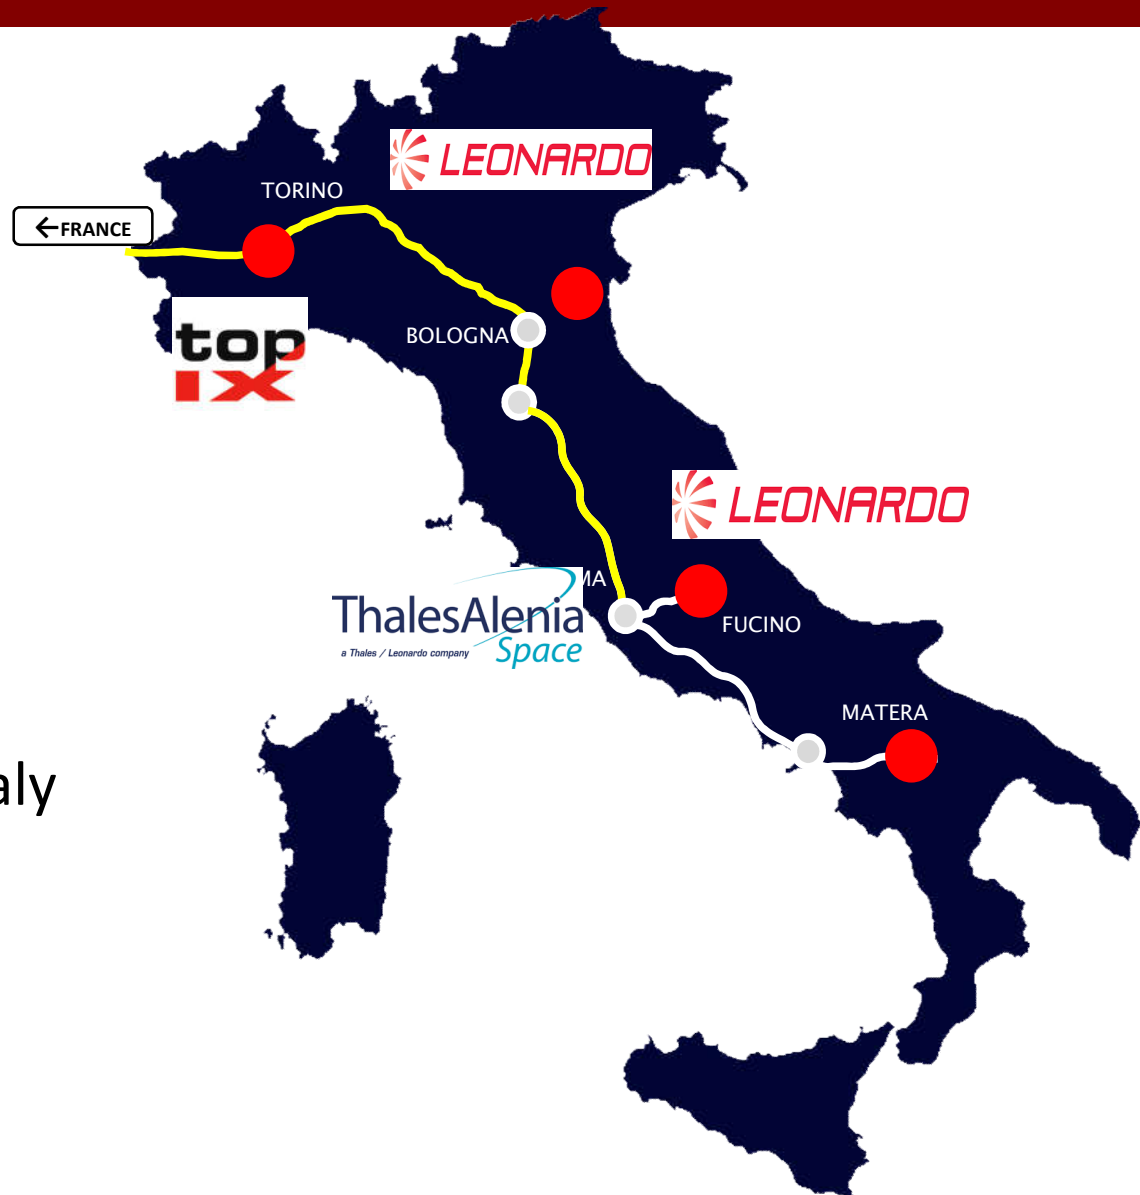 LEONARDO
TORINO
←FRANCE
top
IX
BOLOGNA
LEONARDO
MA
ThalesAlenia
a Thales / Leonardo company
Space
FUCINO
MATERA
aly